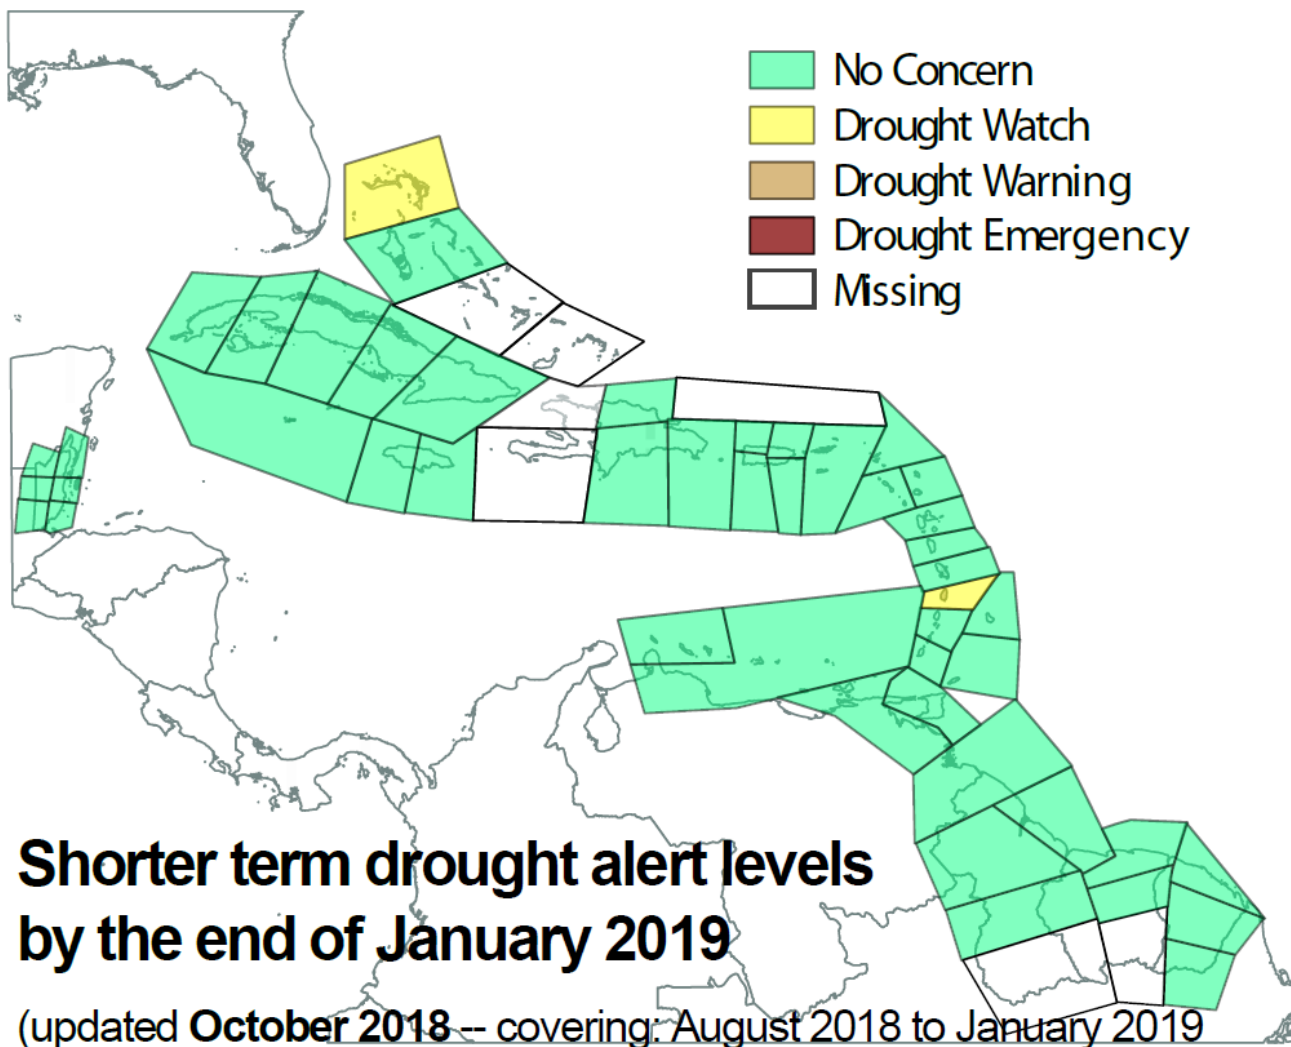 No Concern
Drought Watch
Drought Warning
Drought Emergency
Missing
Shorter term drought alert levels
by the end of January 2019
(updated October 2018 -- covering: August 2018 to January 2019